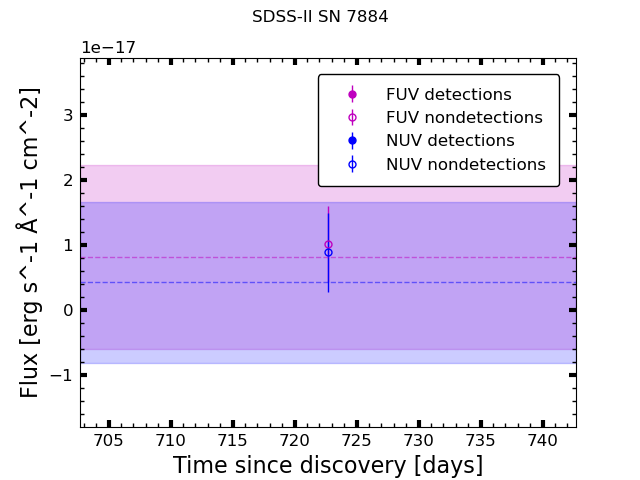 SDSS-II SN 7884
1e−17
FUV detections
FUV nondetections
NUV detections
NUV nondetections
3
2
1
0
−1
Flux [erg s^-1 Å^-1 cm^-2]
705 710 715 720 725 730 735 740
Time since discovery [days]